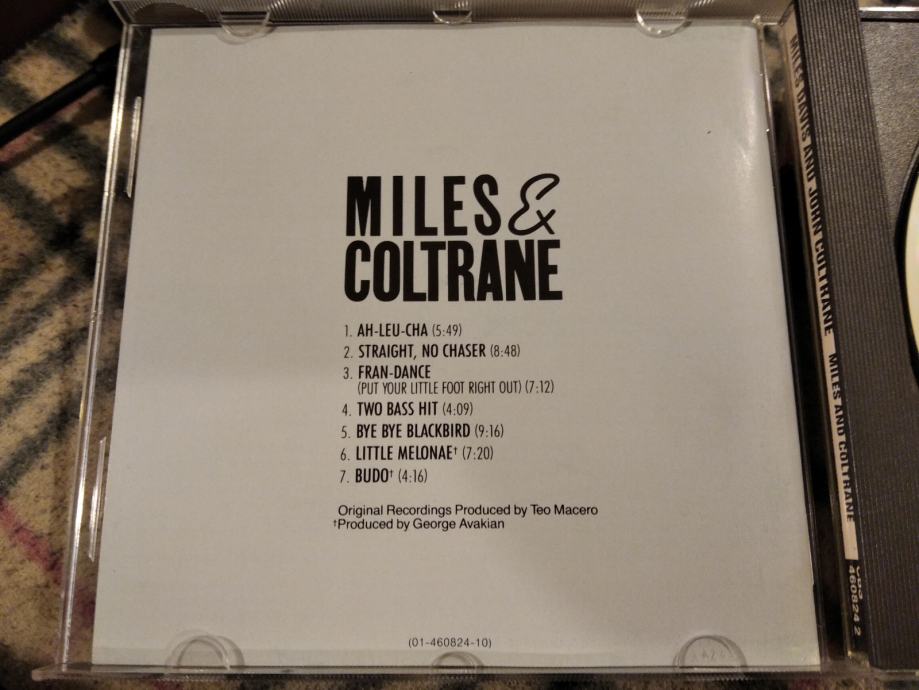 MILES &
COLTRANE
1. AH-LEU-CHA (5:49)
2. STRAIGHT, NO CHASER (8:48)
3. FRAN-DANCE
(PUT YOUR LITTLE FOOT RIGHT OUT) (7:12)
4. TWO BASS HIT (4:09)
5. BYE BYE BLACKBIRD (9:16)
6. LITTLE MELONAE† (7:20)
7. BUDO† (4:16)
Original Recordings Produced by Teo Macero
†Produced by George Avakian
(01-460824-10)
MILES DAVIS AND JOHN COLTRANE MILES AND COLTRANE
460824 2